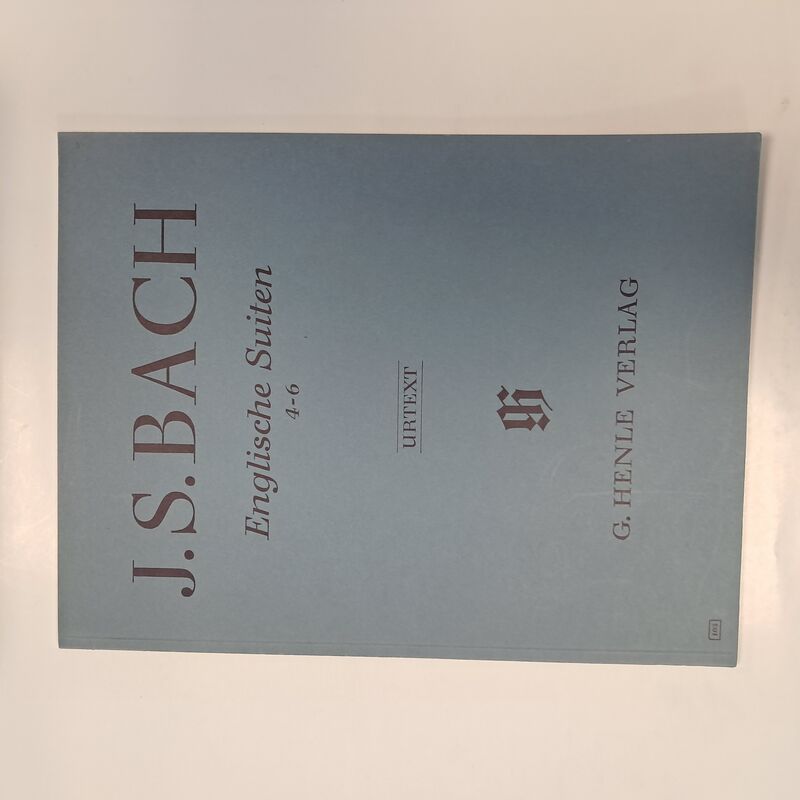 J.S.BACH
Englische Suiten
4-6
URTEXT
G. HENLE VERLAG